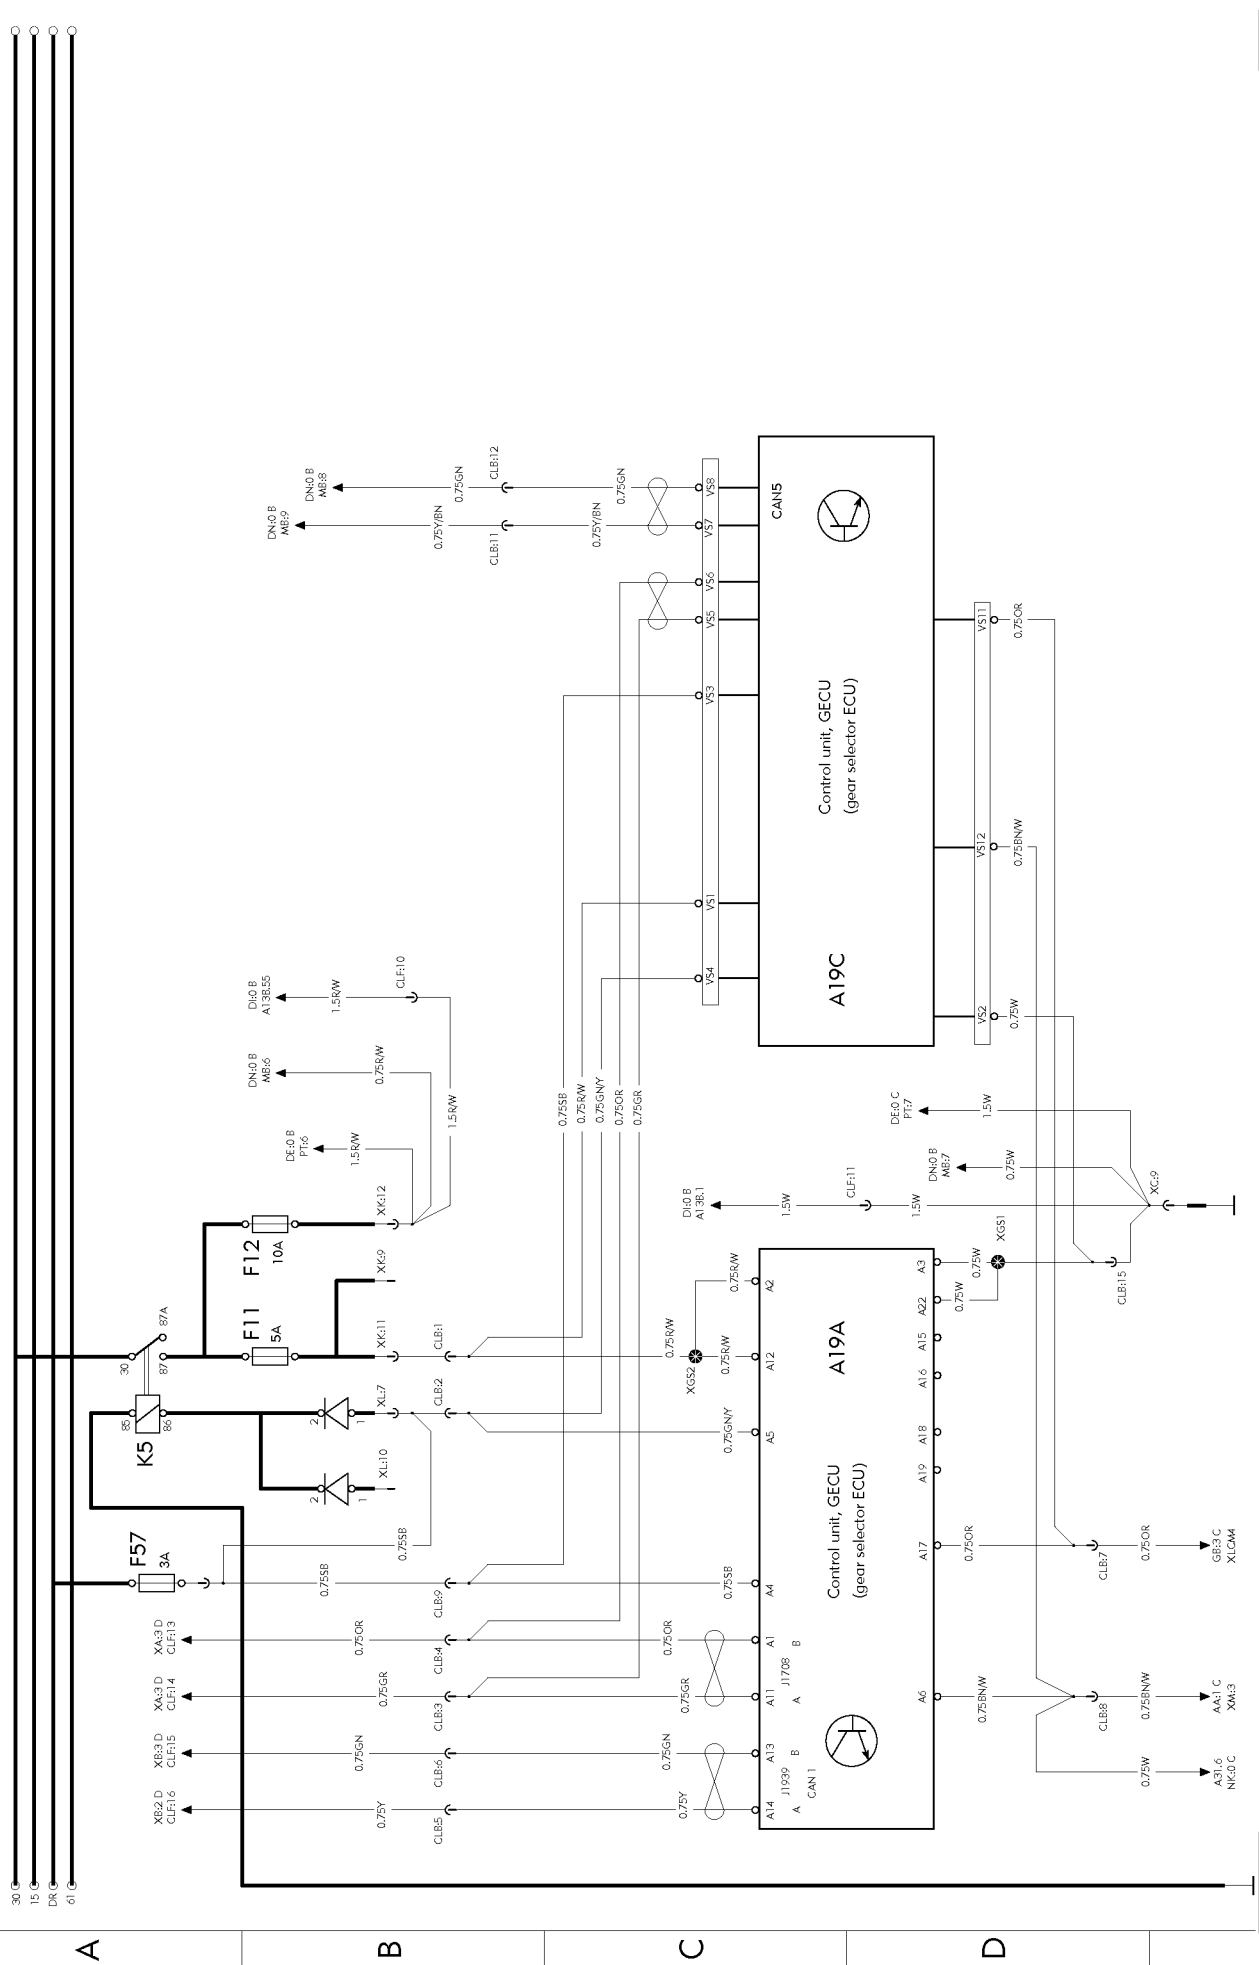 30
15
DR
61
A
B
C
D
F57
3A
K5
85
86
30
87
87A
F11
5A
F12
10A
2
1
2
1
XL:10
XL:7
XK:11
XK:9
XK:12
XB:2 D
CLF:16
XB:3 D
CLF:15
XA:3 D
CLF:14
XA:3 D
CLF:13
0.75Y
0.75GN
0.75GR
0.75OR
0.75SB
0.75SB
CLB:5
CLB:6
CLB:3
CLB:4
CLB:9
CLB:2
CLB:1
DE:0 B
PT:6
1.5R/W
DN:0 B
MB:6
0.75R/W
DI:0 B
A13B.55
1.5R/W
CLF:10
1.5R/W
DN:0 B
MB:9
0.75Y/BN
CLB:11
0.75Y/BN
DN:0 B
MB:8
0.75GN
CLB:12
0.75GN
0.75SB
0.75R/W
0.75GN/Y
0.75OR
0.75GR
0.75Y
0.75GN
0.75GR
0.75OR
0.75SB
0.75GN/Y
0.75R/W
XGS2
0.75R/W
0.75R/W
A14
A13
A11
A1
A4
A5
A12
A2
A
J1939
B
CAN 1
A
J1708
B
Control unit, GECU
(gear selector ECU)
A19A
A6
A17
A19
A18
A16
A15
A22
A3
VS4
VS1
VS3
VS5
VS6
VS7
VS8
CAN5
A19C
Control unit, GECU
(gear selector ECU)
VS2
VS12
VS11
0.75W
0.75BN/W
0.75OR
DI:0 B
A13B.1
1.5W
CLF:11
1.5W
DN:0 B
MB:7
0.75W
DE:0 C
PT:7
1.5W
XC:9
0.75W
0.75W
XGS1
CLB:15
0.75BN/W
0.75OR
CLB:8
CLB:7
0.75W
0.75BN/W
0.75OR
A31.6
NK:0 C
AA:1 C
XM:3
GB:3 C
XLCM4